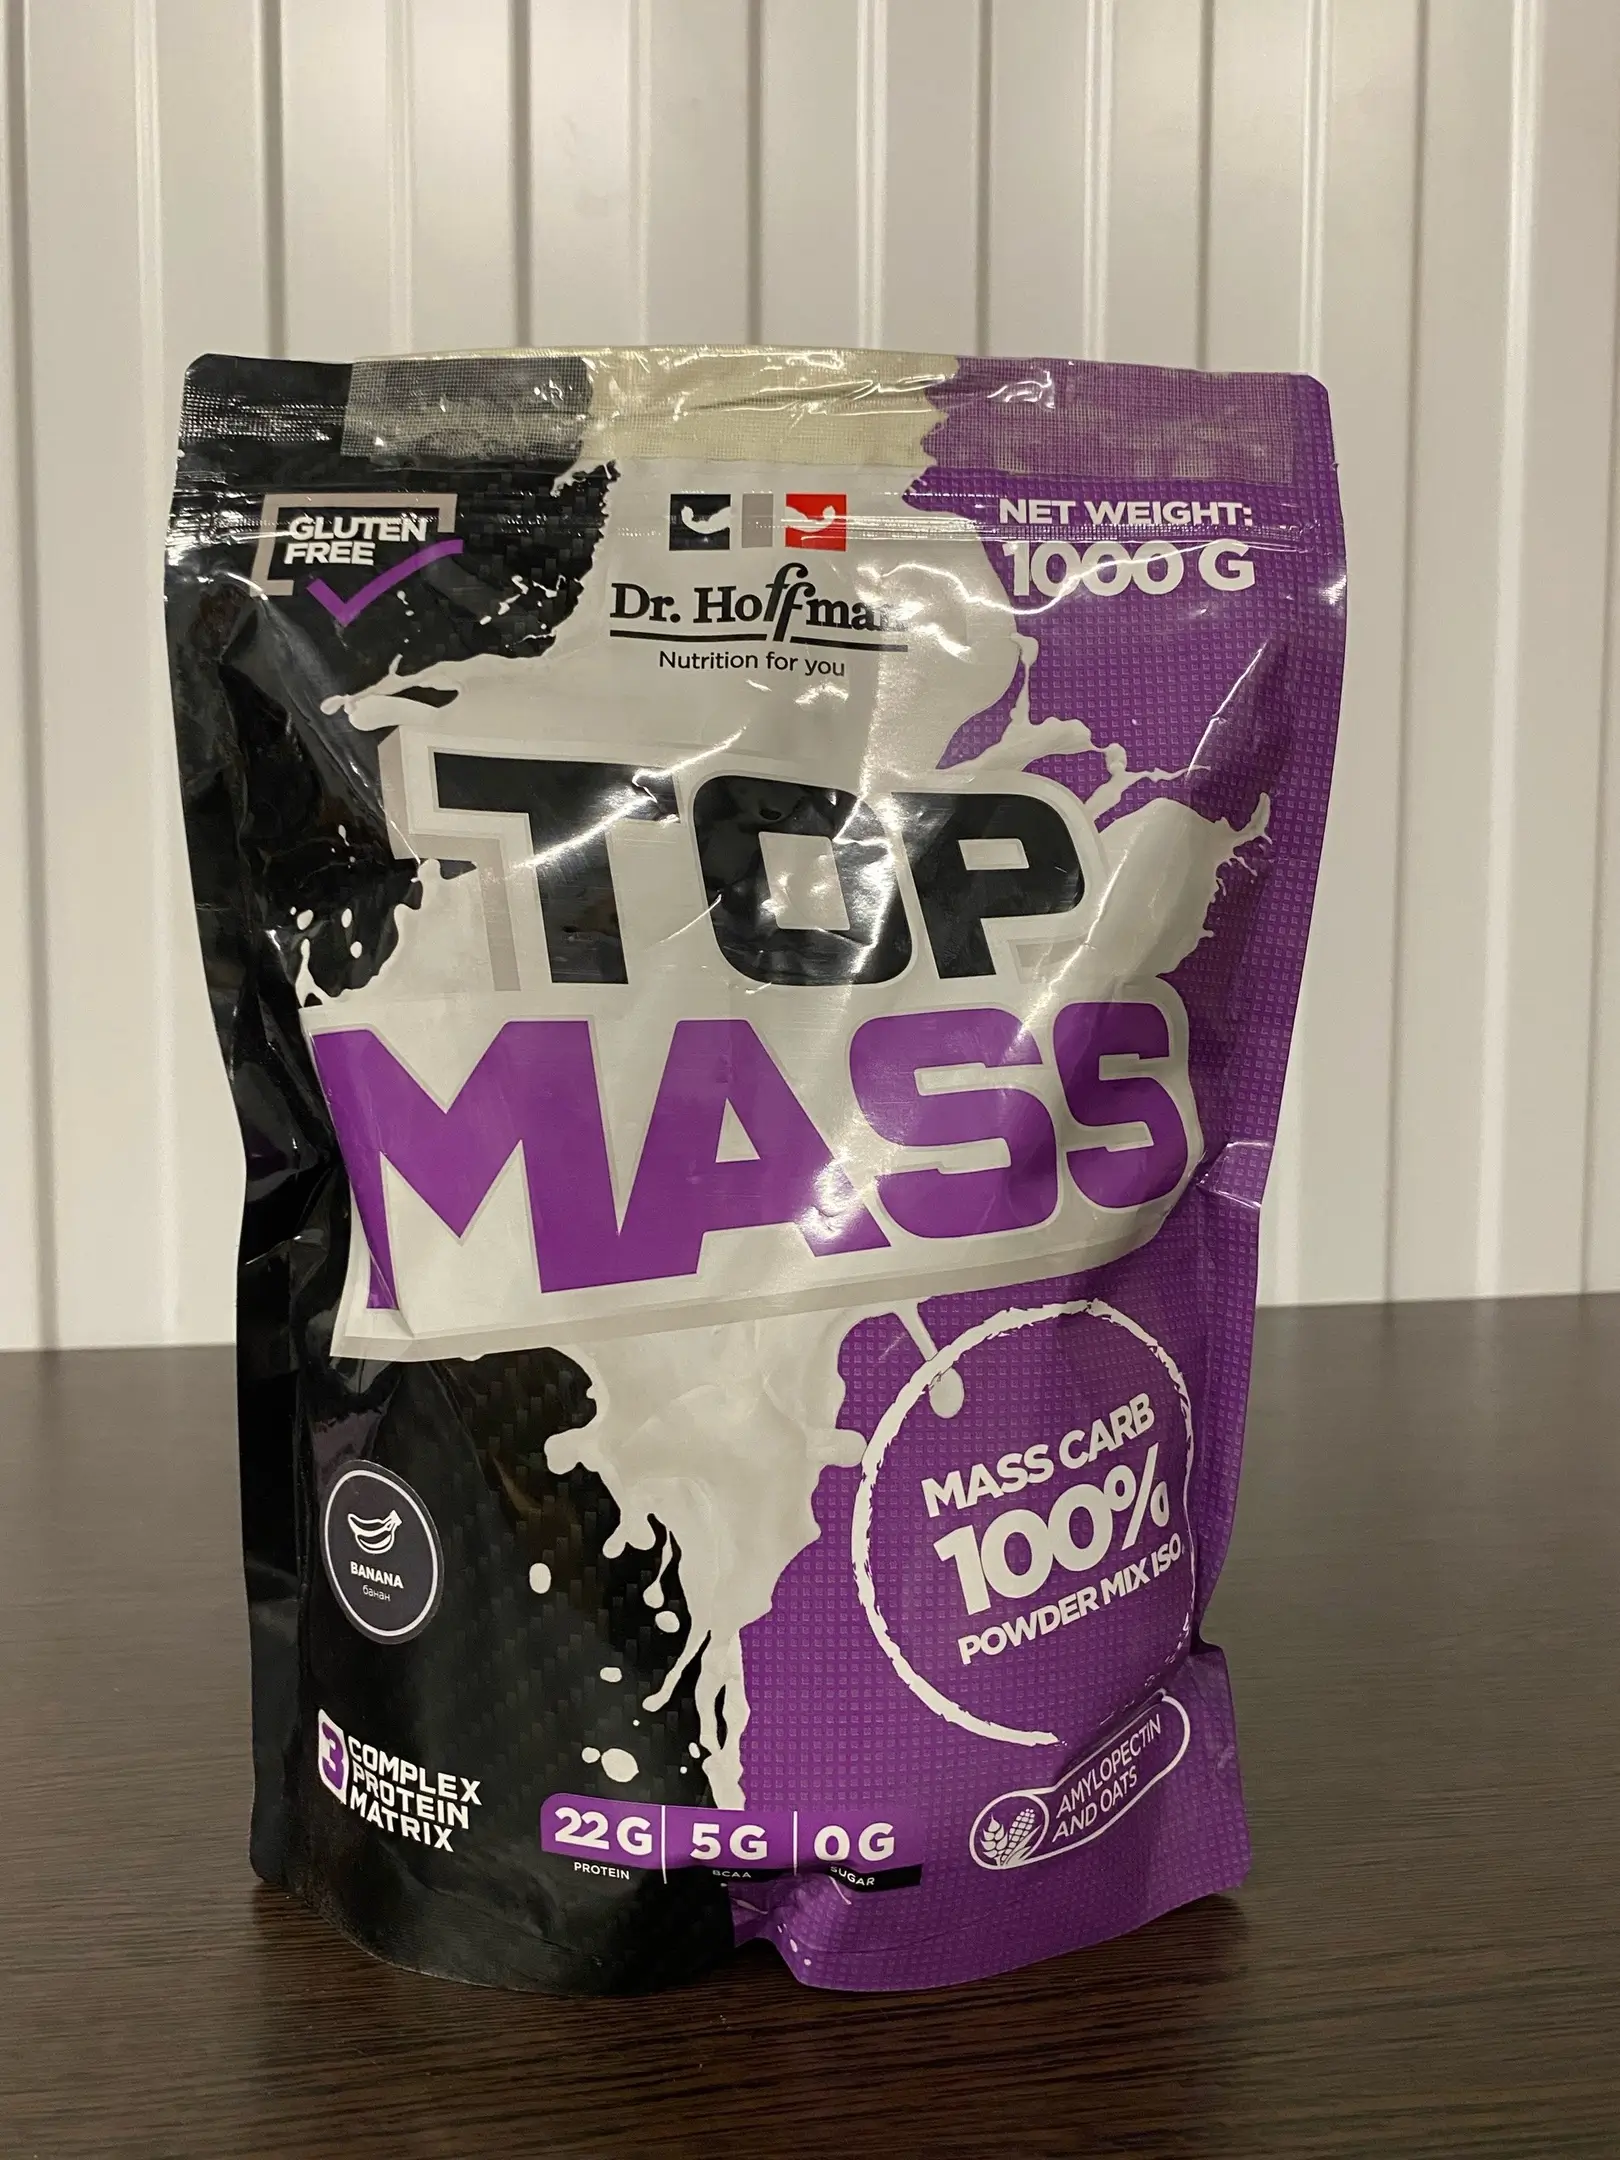 GLUTEN
FREE
NET WEIGHT:
1000 G
Dr. Hoffman
Nutrition for you
TOP
MASS
MASS CARB
100%
POWDER MIX ISO
BANANA
банан
3 COMPLEX
PROTEIN
MATRIX
22 G
PROTEIN
5 G
BCAA
0 G
SUGAR
AMYLOPECTIN
AND OATS